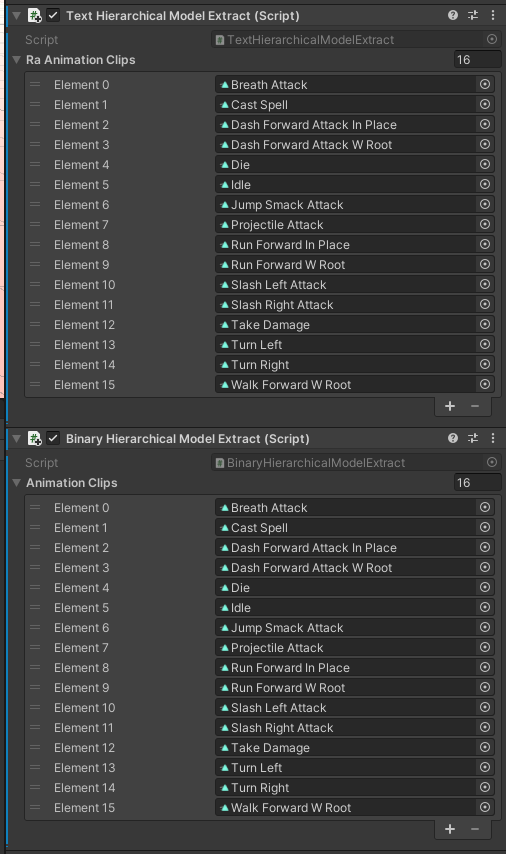 Text Hierarchical Model Extract (Script)
Script TextHierarchicalModelExtract
Ra Animation Clips 16
Element 0 Breath Attack
Element 1 Cast Spell
Element 2 Dash Forward Attack In Place
Element 3 Dash Forward Attack W Root
Element 4 Die
Element 5 Idle
Element 6 Jump Smack Attack
Element 7 Projectile Attack
Element 8 Run Forward In Place
Element 9 Run Forward W Root
Element 10 Slash Left Attack
Element 11 Slash Right Attack
Element 12 Take Damage
Element 13 Turn Left
Element 14 Turn Right
Element 15 Walk Forward W Root
Binary Hierarchical Model Extract (Script)
Script BinaryHierarchicalModelExtract
Animation Clips 16
Element 0 Breath Attack
Element 1 Cast Spell
Element 2 Dash Forward Attack In Place
Element 3 Dash Forward Attack W Root
Element 4 Die
Element 5 Idle
Element 6 Jump Smack Attack
Element 7 Projectile Attack
Element 8 Run Forward In Place
Element 9 Run Forward W Root
Element 10 Slash Left Attack
Element 11 Slash Right Attack
Element 12 Take Damage
Element 13 Turn Left
Element 14 Turn Right
Element 15 Walk Forward W Root